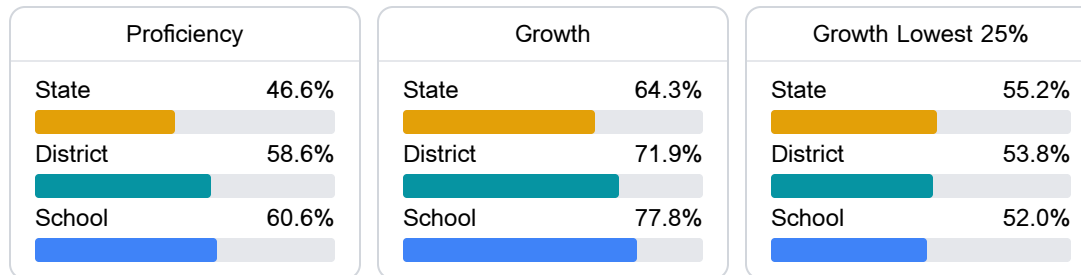 Proficiency
State 46.6%
District 58.6%
School 60.6%
Growth
State 64.3%
District 71.9%
School 77.8%
Growth Lowest 25%
State 55.2%
District 53.8%
School 52.0%